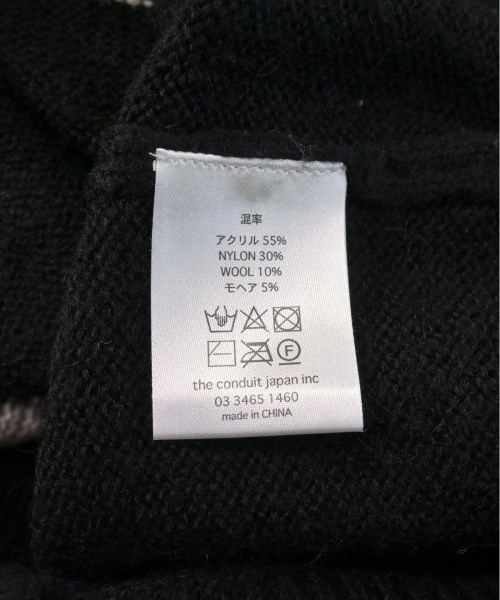 混率
アクリル 55%
NYLON 30%
WOOL 10%
モヘア 5%
F
the conduit japan inc
03 3465 1460
made in CHINA